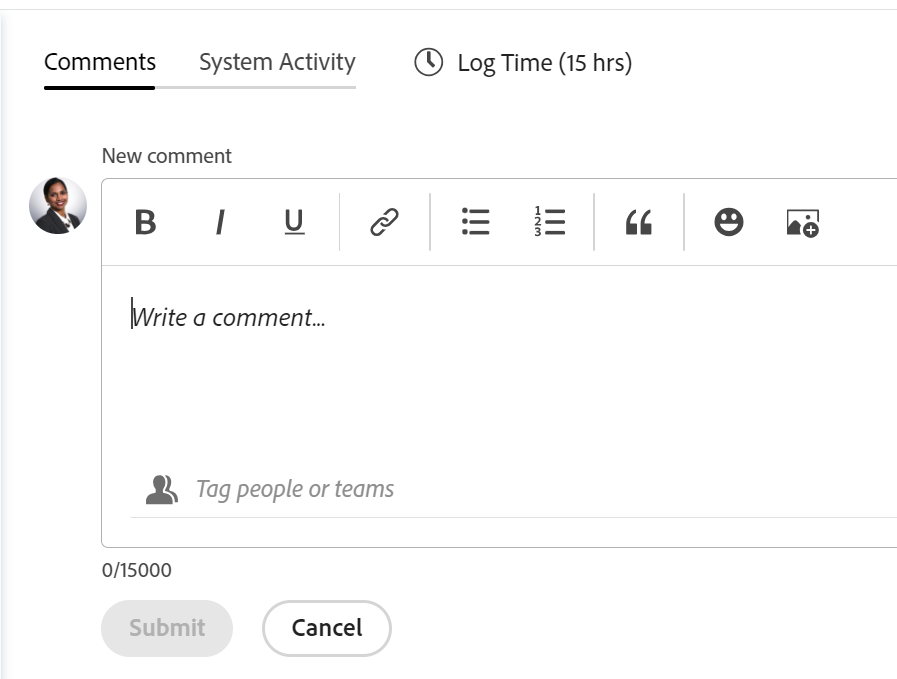 Comments System Activity Log Time (15 hrs)
New comment
B I U
Write a comment...
Tag people or teams
0/15000
Submit Cancel